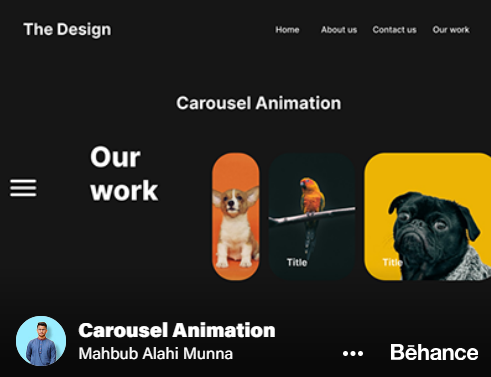 The Design
Home About us Contact us Our work
Carousel Animation
Our
work
Title
Title
Carousel Animation
Mahbub Alahi Munna
Bēhance